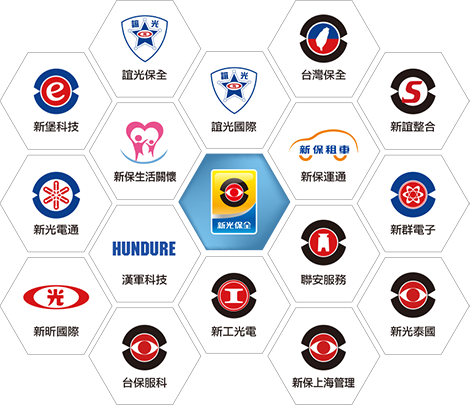 誼光
誼光保全
台灣保全
e
新堡科技
誼光
誼光國際
S
新誼整合
新保生活關懷
新保租車
新保運通
新光保全
新光電通
新群電子
HUNDURE
漢軍科技
聯安服務
光
新昕國際
新工光電
新光泰國
台保服科
新保上海管理